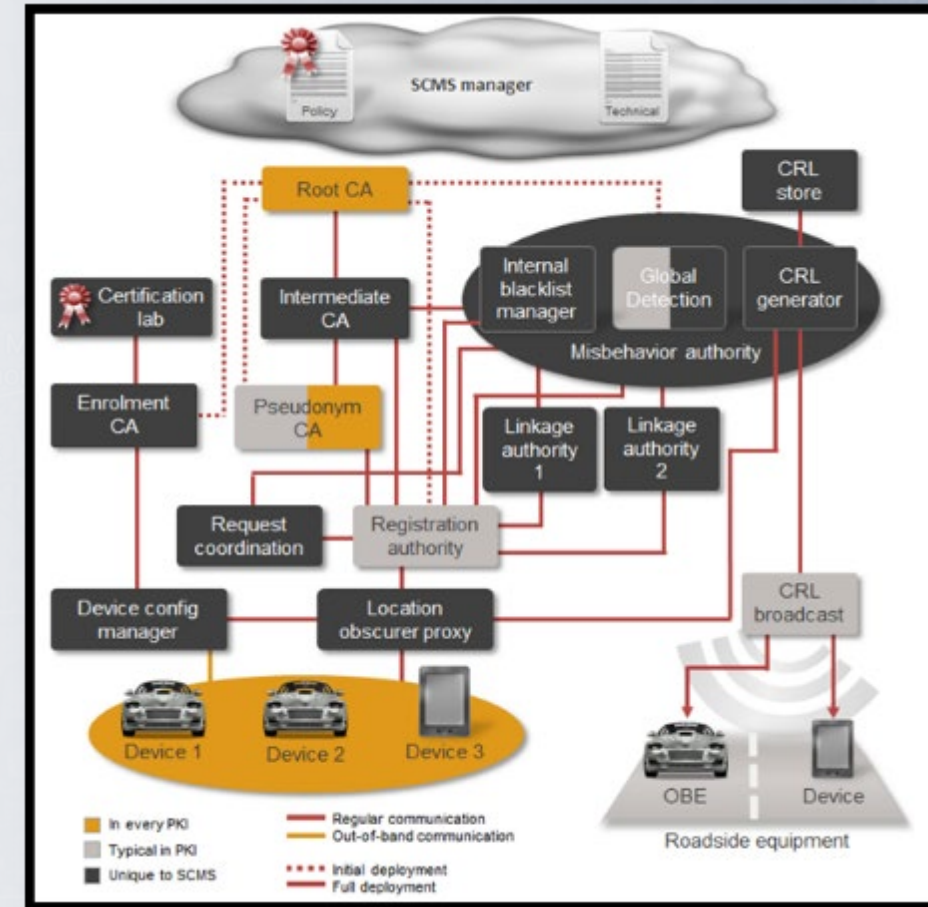 SCMS manager
Policy
Technical
Root CA
CRL
store
Internal
blacklist
manager
Global
Detection
CRL
generator
Misbehavior authority
Certification
lab
Intermediate
CA
Enrolment
CA
Pseudonym
CA
Linkage
authority
1
Linkage
authority
2
Request
coordination
Registration
authority
Device config
manager
Location
obscurer proxy
CRL
broadcast
Device 1
Device 2
Device 3
OBE
Device
Roadside equipment
In every PKI
Typical in PKI
Unique to SCMS
Regular communication
Out-of-band communication
Initial deployment
Full deployment